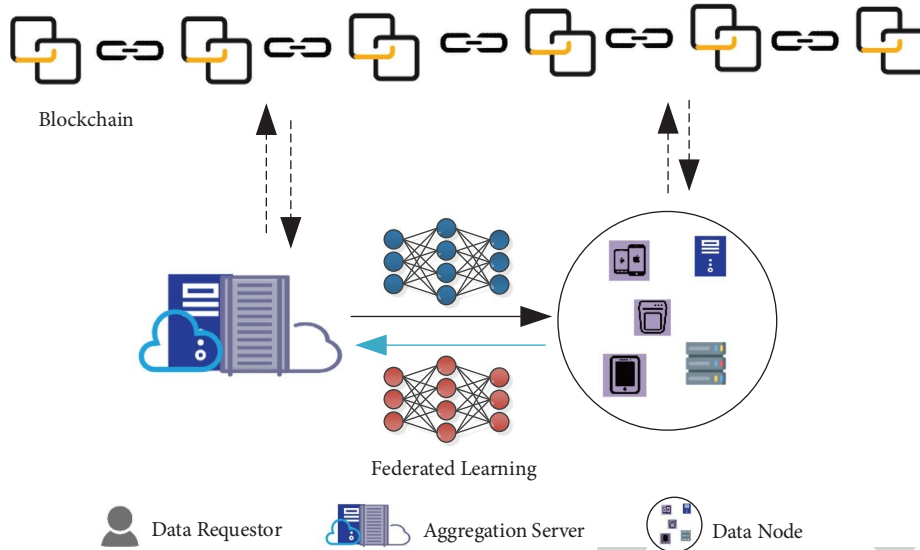 Blockchain
Federated Learning
Data Requestor
Aggregation Server
Data Node